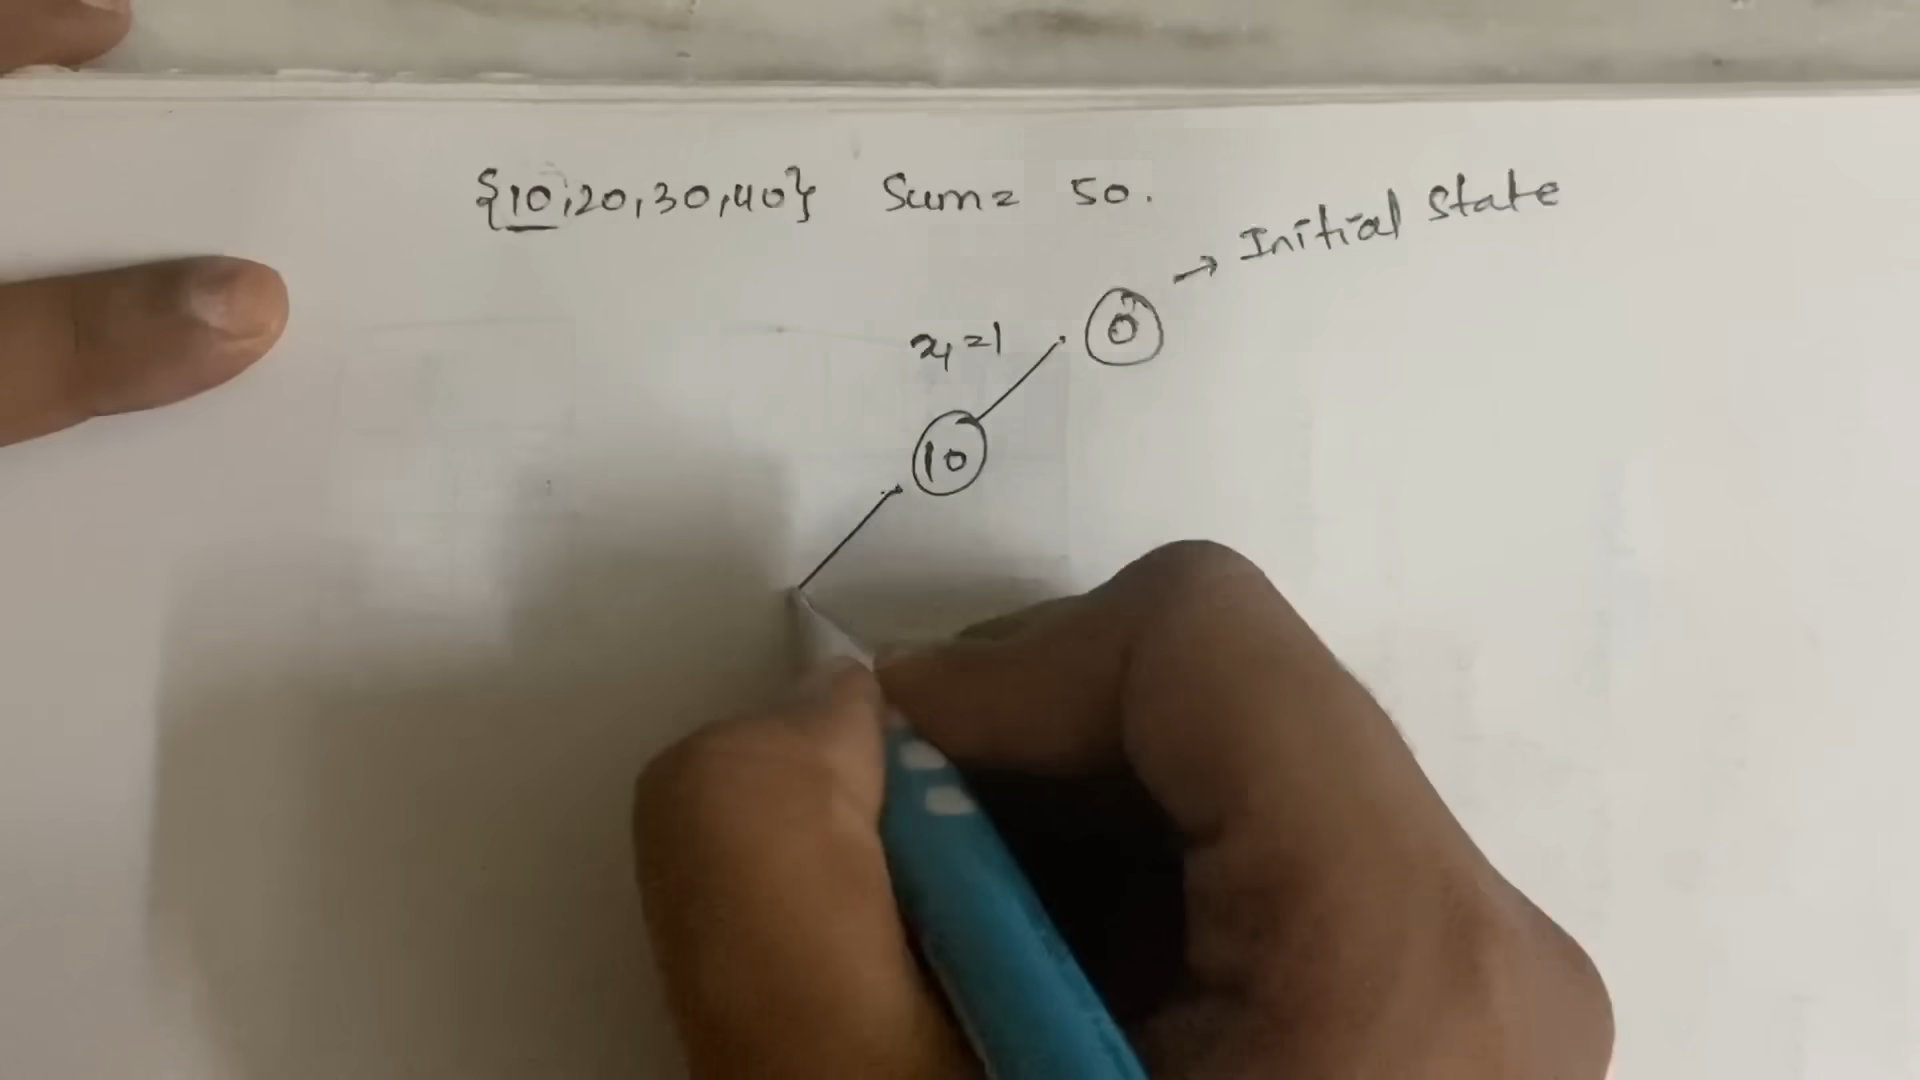 {10,20,30,40} Sum= 50.
→ Initial State
0
x1=1
10